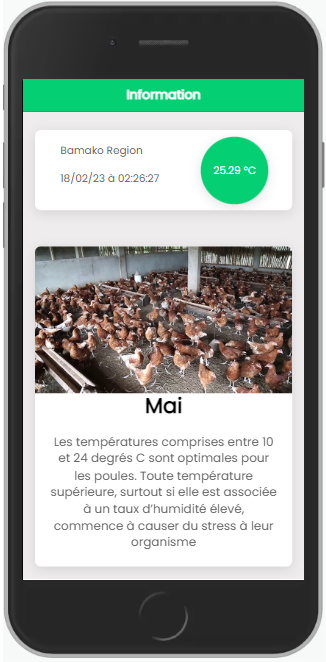 Information
Bamako Region
18/02/23 à 02:26:27
25.29 °C
Mai
Les températures comprises entre 10
et 24 degrés C sont optimales pour
les poules. Toute température
supérieure, surtout si elle est associée
à un taux d'humidité élevé,
commence à causer du stress à leur
organisme